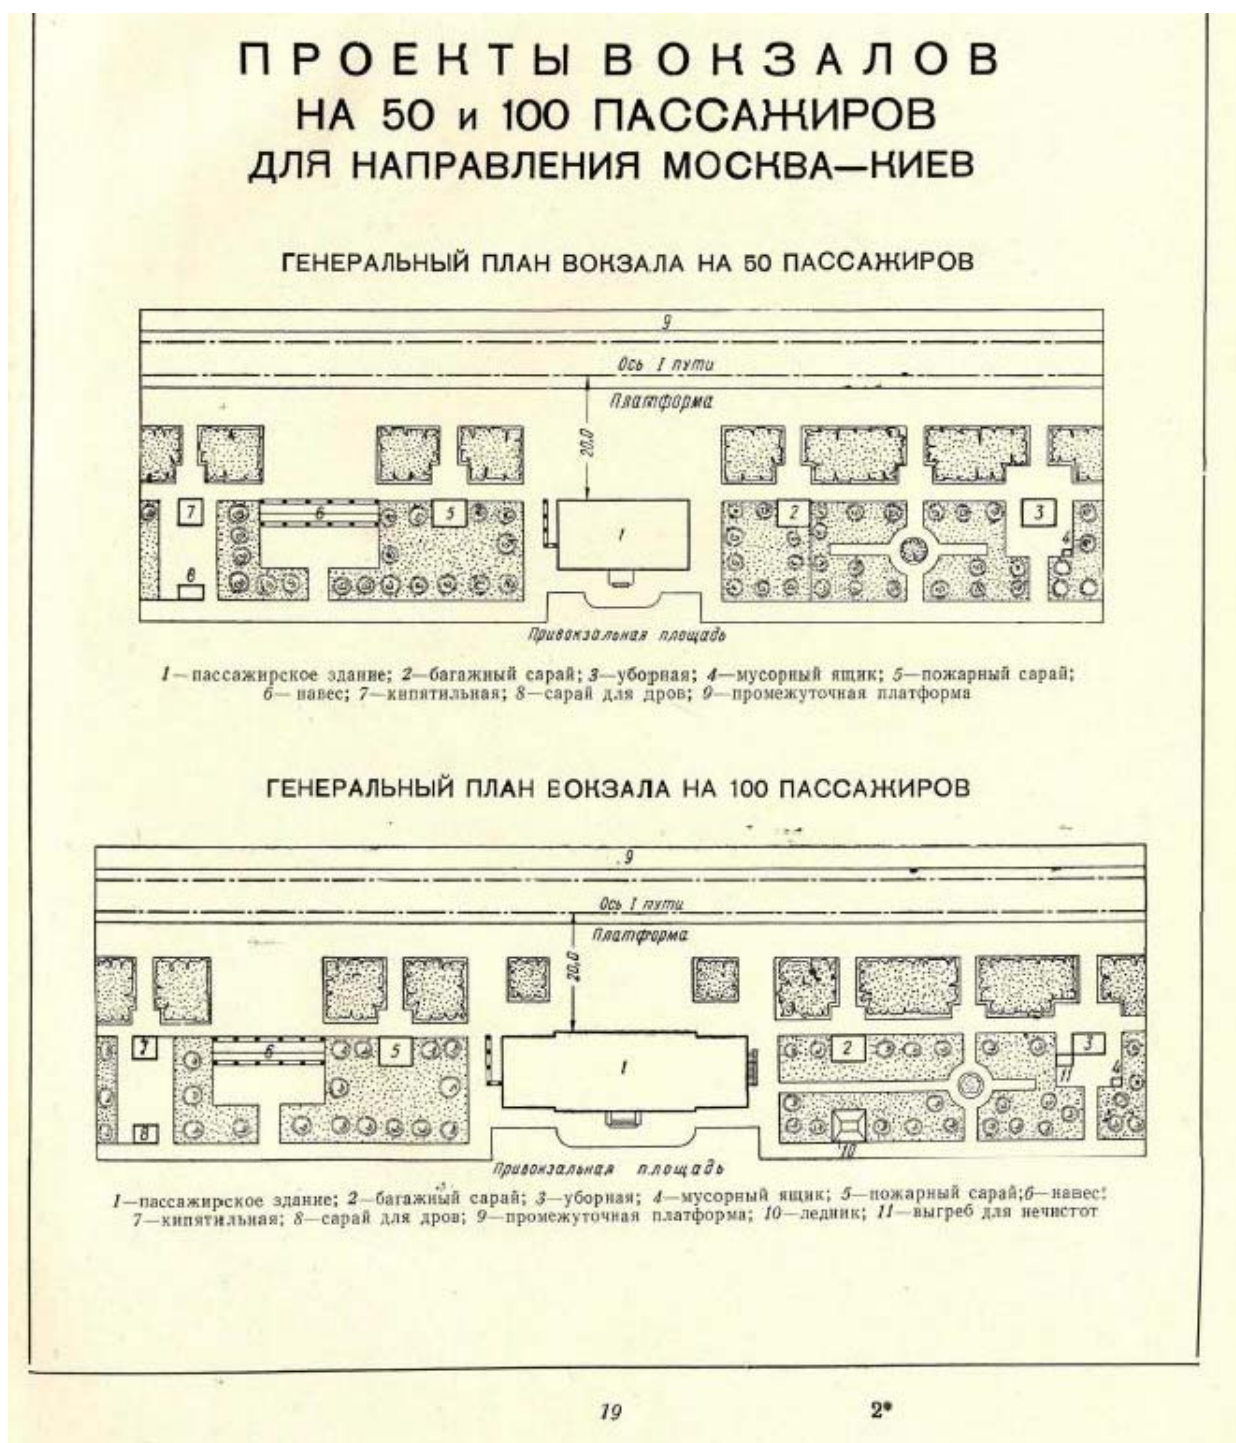 ПРОЕКТЫ ВОКЗАЛОВ
НА 50 и 100 ПАССАЖИРОВ
ДЛЯ НАПРАВЛЕНИЯ МОСКВА—КИЕВ
ГЕНЕРАЛЬНЫЙ ПЛАН ВОКЗАЛА НА 50 ПАССАЖИРОВ
9
Ось I пути
Платформа
20,0
7
6
5
1
2
3
4
8
Привокзальная площадь
1—пассажирское здание; 2—багажный сарай; 3—уборная; 4—мусорный ящик; 5—пожарный сарай;
6—навес; 7—кипятильная; 8—сарай для дров; 9—промежуточная платформа
ГЕНЕРАЛЬНЫЙ ПЛАН ВОКЗАЛА НА 100 ПАССАЖИРОВ
9
Ось I пути
Платформа
20,0
7
6
5
1
2
3
11
4
8
10
Привокзальная площадь
1—пассажирское здание; 2—багажный сарай; 3—уборная; 4—мусорный ящик; 5—пожарный сарай; 6—навес;
7—кипятильная; 8—сарай для дров; 9—промежуточная платформа; 10—ледник; 11—выгреб для нечистот
19 2*